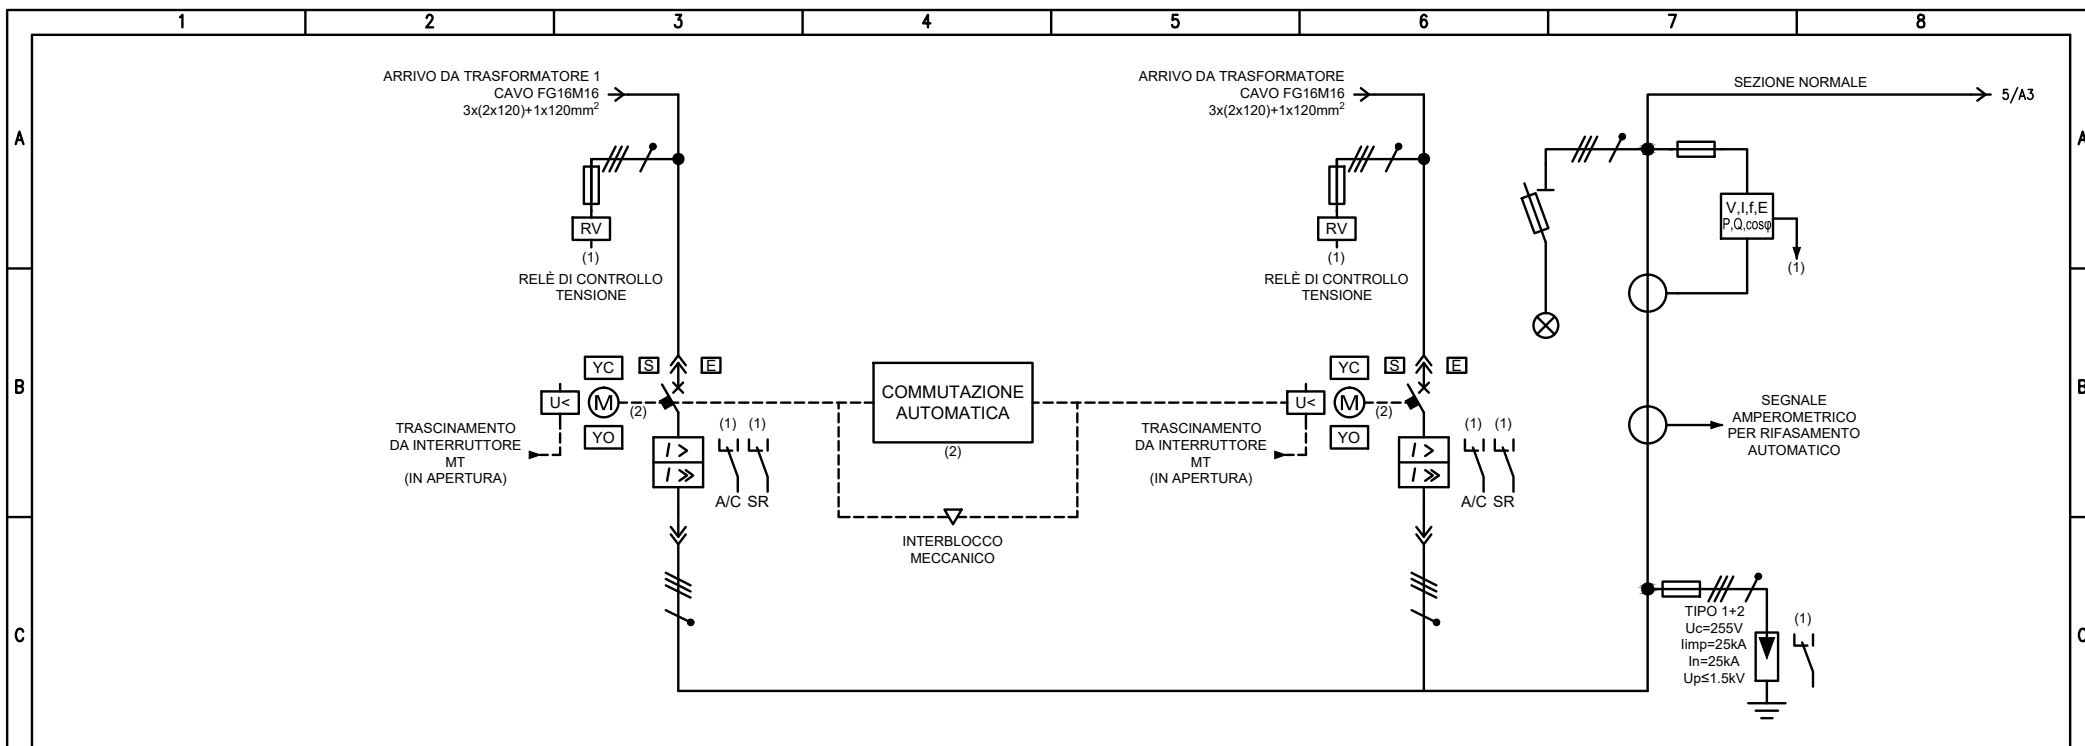 1 2 3 4 5 6 7 8
ARRIVO DA TRASFORMATORE 1
CAVO FG16M16
3x(2x120)+1x120mm²
ARRIVO DA TRASFORMATORE
CAVO FG16M16
3x(2x120)+1x120mm²
SEZIONE NORMALE
5/A3
A
A
RV
(1)
RELÈ DI CONTROLLO
TENSIONE
RV
(1)
RELÈ DI CONTROLLO
TENSIONE
V,I,f,E
P,Q,cosφ
(1)
B
B
YC
S
E
U<
M
(2)
YO
TRASCINAMENTO
DA INTERRUTTORE
MT
(IN APERTURA)
I >
I >>
(1) (1)
A/C SR
COMMUTAZIONE
AUTOMATICA
(2)
INTERBLOCCO
MECCANICO
YC
S
E
U<
M
(2)
YO
TRASCINAMENTO
DA INTERRUTTORE
MT
(IN APERTURA)
I >
I >>
(1) (1)
A/C SR
SEGNALE
AMPEROMETRICO
PER RIFASAMENTO
AUTOMATICO
C
C
TIPO 1+2
Uc=255V
Iimp=25kA
In=25kA
Up≤1.5kV
(1)